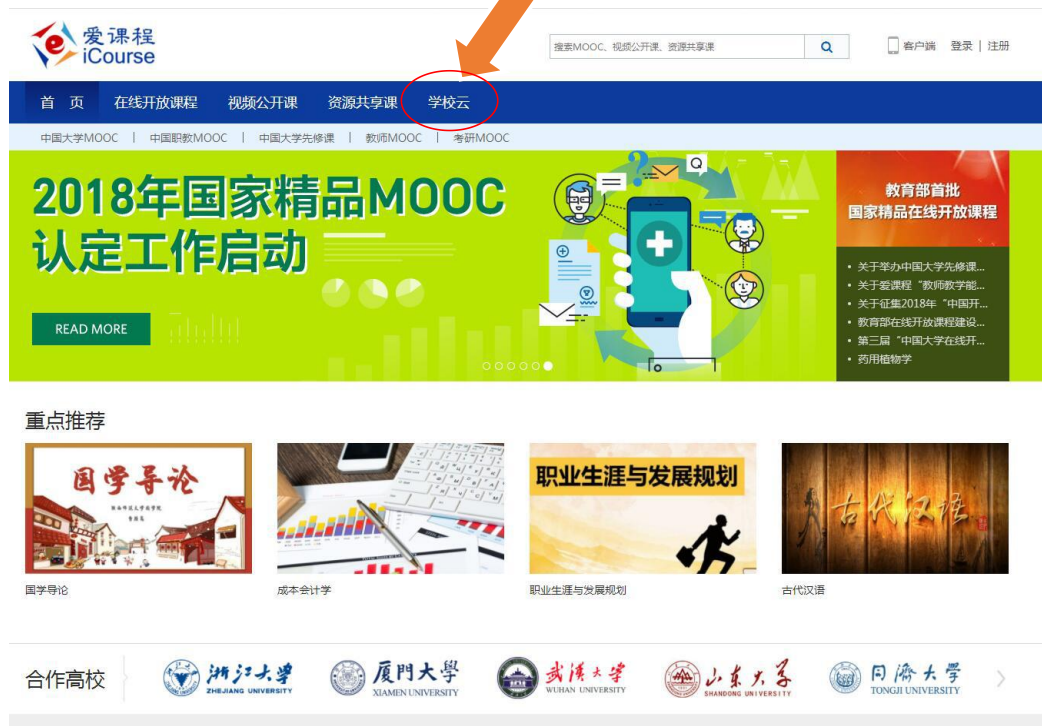 爱课程
iCourse
搜索MOOC、视频公开课、资源共享课
客户端 登录 | 注册
首 页 在线开放课程 视频公开课 资源共享课 学校云
中国大学MOOC | 中国职教MOOC | 中国大学先修课 | 教师MOOC | 考研MOOC
2018年国家精品MOOC
认定工作启动
READ MORE
教育部首批
国家精品在线开放课程
• 关于举办中国大学先修课...
• 关于爱课程“教师教学能...
• 关于征集2018年“中国开...
• 教育部在线开放课程建设...
• 第三届“中国大学在线开...
• 药用植物学
重点推荐
国学导论
职业生涯与发展规划
古代汉语
国学导论
成本会计学
职业生涯与发展规划
古代汉语
合作高校
浙江大学
ZHEJIANG UNIVERSITY
厦門大學
XIAMEN UNIVERSITY
武漢大学
WUHAN UNIVERSITY
山东大学
SHANDONG UNIVERSITY
同濟大學
TONGJI UNIVERSITY